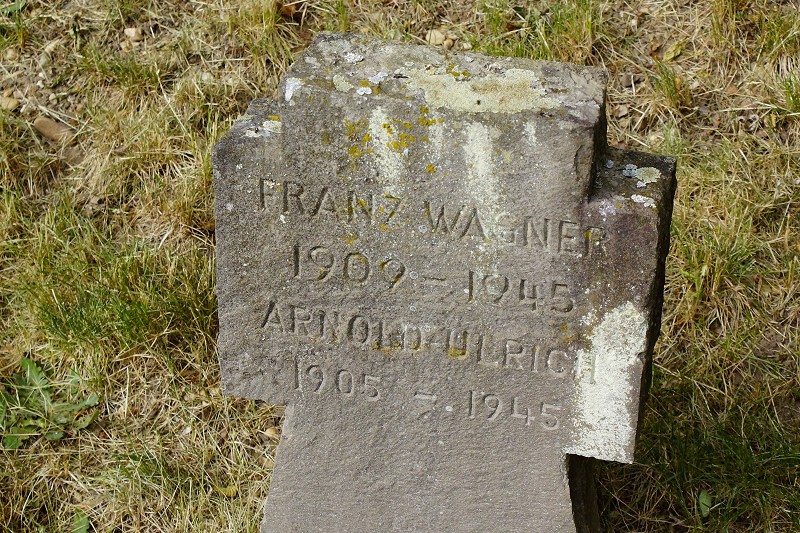 FRANZ WAGNER
1909 - 1945
ARNOLD ULRICH
1905 - 1945